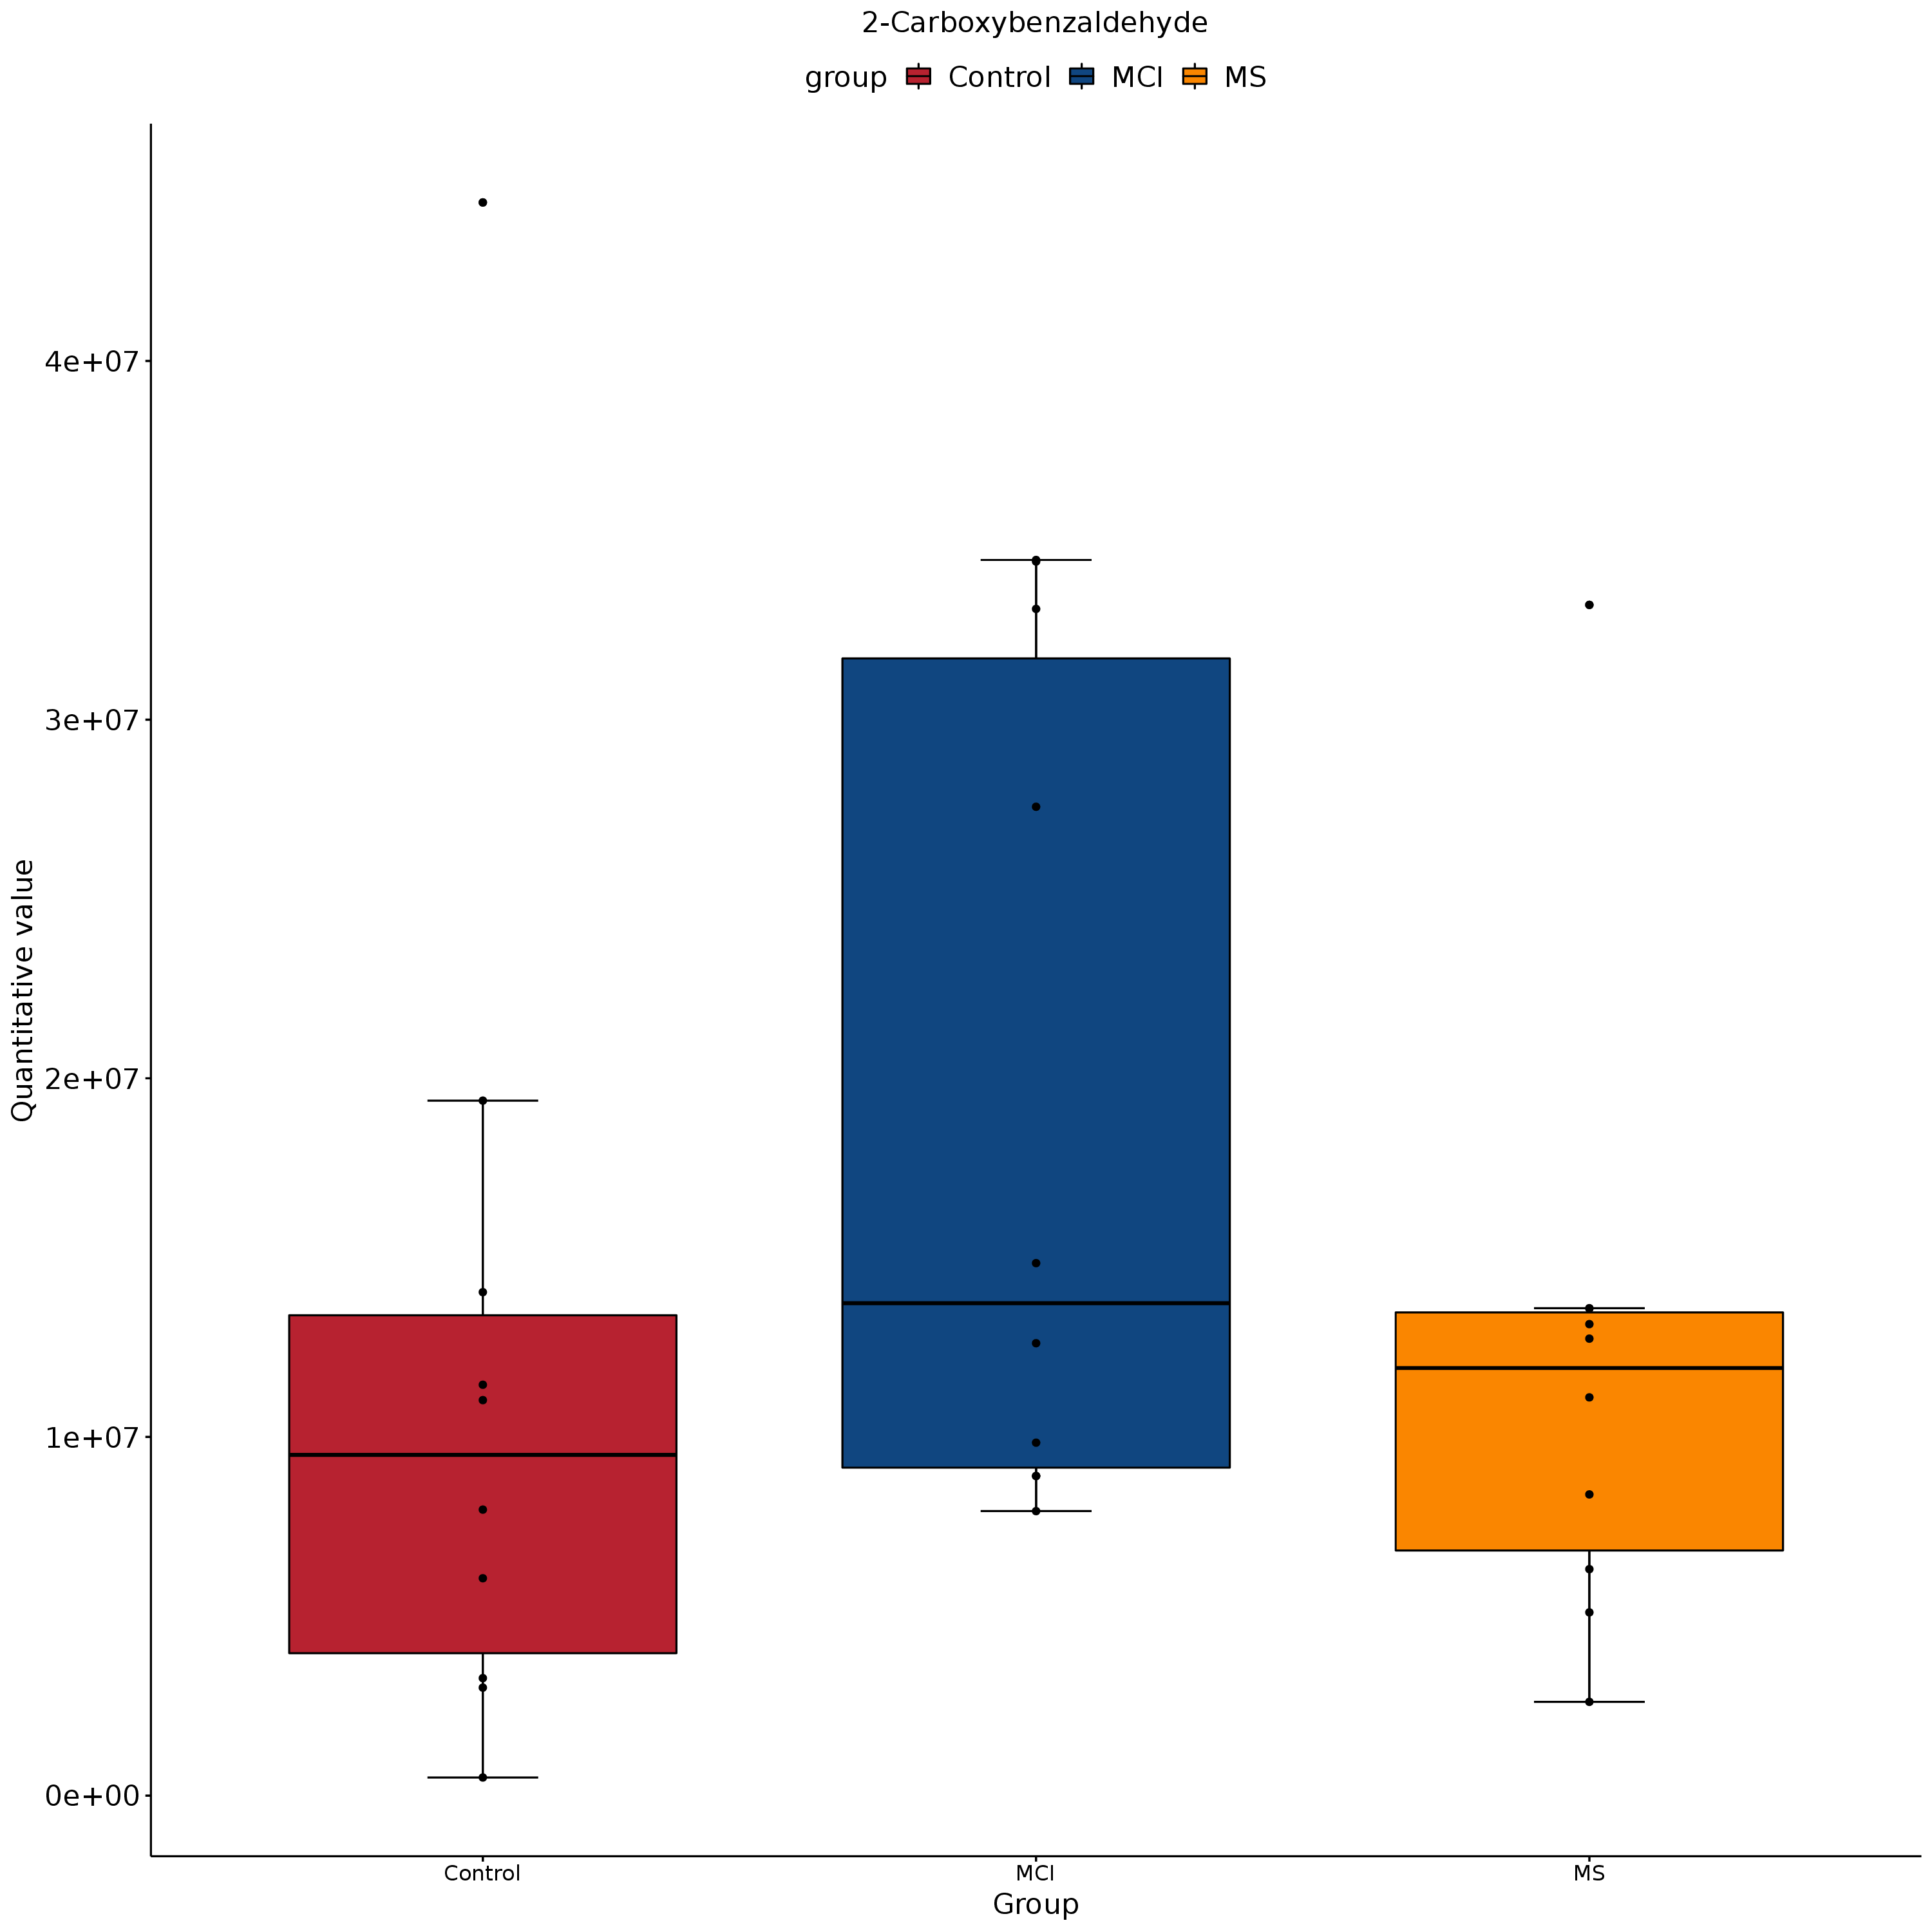 2-Carboxybenzaldehyde
group Control MCI MS
Quantitative value
4e+07
3e+07
2e+07
1e+07
0e+00
Control MCI MS
Group